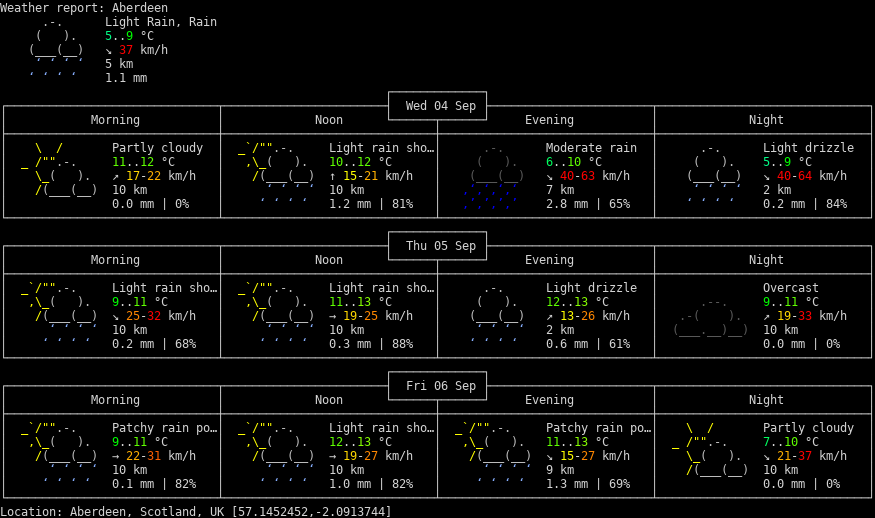 Weather report: Aberdeen
Light Rain, Rain
5..9 °C
↘ 37 km/h
5 km
1.1 mm
Wed 04 Sep
Morning Noon Evening Night
Partly cloudy Light rain sho… Moderate rain Light drizzle
11..12 °C 10..12 °C 6..10 °C 5..9 °C
↗ 17-22 km/h ↑ 15-21 km/h ↘ 40-63 km/h ↘ 40-64 km/h
10 km 10 km 7 km 2 km
0.0 mm | 0% 1.2 mm | 81% 2.8 mm | 65% 0.2 mm | 84%
Thu 05 Sep
Morning Noon Evening Night
Light rain sho… Light rain sho… Light drizzle Overcast
9..11 °C 11..13 °C 12..13 °C 9..11 °C
↘ 25-32 km/h → 19-25 km/h ↗ 13-26 km/h ↗ 19-33 km/h
10 km 10 km 2 km 10 km
0.2 mm | 68% 0.3 mm | 88% 0.6 mm | 61% 0.0 mm | 0%
Fri 06 Sep
Morning Noon Evening Night
Patchy rain po… Light rain sho… Patchy rain po… Partly cloudy
9..11 °C 12..13 °C 11..13 °C 7..10 °C
→ 22-31 km/h → 19-27 km/h ↘ 15-27 km/h ↘ 21-37 km/h
10 km 10 km 9 km 10 km
0.1 mm | 82% 1.0 mm | 82% 1.3 mm | 69% 0.0 mm | 0%
Location: Aberdeen, Scotland, UK [57.1452452,-2.0913744]